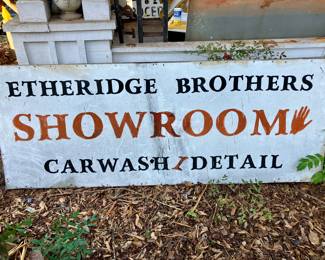 ETHERIDGE BROTHERS
SHOWROOM
CARWASH & DETAIL